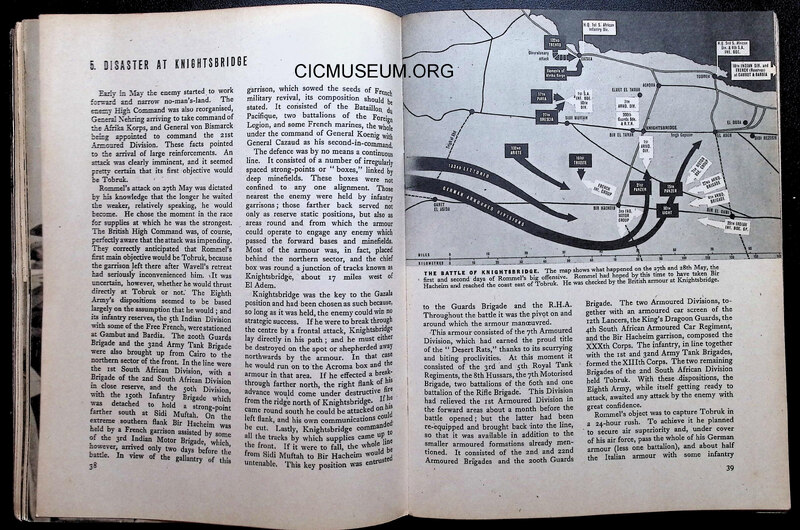 5. DISASTER AT KNIGHTSBRIDGE
CICMUSEUM.ORG
Early in May the enemy started to work
forward and narrow no-man's-land. The
enemy High Command was also reorganised,
General Nehring arriving to take command of
the Afrika Korps, and General von Bismarck
being appointed to command the 21st
Armoured Division. These facts pointed
to the arrival of large reinforcements. An
attack was clearly imminent, and it seemed
pretty certain that its first objective would
be Tobruk.
Rommel's attack on 27th May was dictated
by his knowledge that the longer he waited
the weaker, relatively speaking, he would
become. He chose the moment in the race
for supplies at which he was the strongest.
The British High Command was, of course,
perfectly aware that the attack was impending.
They correctly anticipated that Rommel's
first main objective would be Tobruk, because
the garrison left there after Wavell's retreat
had seriously inconvenienced him. It was
uncertain, however, whether he would thrust
directly at Tobruk or not. The Eighth
Army's dispositions seemed to be based
largely on the assumption that he would; and
its infantry reserves, the 5th Indian Division
with some of the Free French, were stationed
at Gambut and Bardia. The 200th Guards
Brigade and the 32nd Army Tank Brigade
were also brought up from Cairo to the
northern sector of the front. In the line were
the 1st South African Division, with a
Brigade of the 2nd South African Division
in close reserve, and the 50th Division,
with the 150th Infantry Brigade which
was detached to hold a strong-point
farther south at Sidi Muftah. On the
extreme southern flank Bir Hacheim was
held by a French garrison assisted by some
of the 3rd Indian Motor Brigade, which,
however, arrived only two days before the
battle. In view of the gallantry of this
38
garrison, which sowed the seeds of French
military revival, its composition should be
stated. It consisted of the Bataillon du
Pacifique, two battalions of the Foreign
Legion, and some French marines, the whole
under the command of General Koenig with
General Cazaud as his second-in-command.
The defence was by no means a continuous
line. It consisted of a number of irregularly
spaced strong-points or "boxes," linked by
deep minefields. These boxes were not
confined to any one alignment. Those
nearest the enemy were held by infantry
garrisons; those farther back served not
only as reserve static positions, but also as
areas round and from which the armour
could operate to engage any enemy which
passed the forward bases and minefields.
Most of the armour was, in fact, placed
behind the northern sector, and the chief
box was round a junction of tracks known as
Knightsbridge, about 17 miles west of
El Adem.
Knightsbridge was the key to the Gazala
position and had been chosen as such because,
so long as it was held, the enemy could win no
strategic success. If he were to break through
the centre by a frontal attack, Knightsbridge
lay directly in his path; and he must either
be destroyed on the spot or shepherded away
northwards by the armour. In that case
he would run on to the Acroma box and the
armour in that area. If he effected a break-
through farther north, the right flank of his
advance would come under destructive fire
from the ridge north of Knightsbridge. If he
came round south he could be attacked on his
left flank, and his own communications could
be cut. Lastly, Knightsbridge commanded
all the tracks by which supplies came up to
the front. If it were to fall, the whole line
from Sidi Muftah to Bir Hacheim would be
untenable. This key position was entrusted
H.Q. 1st S. African
Infantry Div.
102ND
TRENTO
GAZALA
17TH
PAVIA
27TH
BRESCIA
SIDI MUFTAH
ACROMA
TOBRUK
KNIGHTSBRIDGE
EL ADEM
EL DUDA
SIDI REZEGH
132ND
ARIETE
101ST
TRIESTE
BIR HACHEIM
21ST
PANZER
15TH
PANZER
90TH
LIGHT
BIR EL GUBI
GERMAN ARMOURED DIVISIONS
MILES
KILOMETRES
THE BATTLE OF KNIGHTSBRIDGE. The map shows what happened on the 27th and 28th May, the
first and second days of Rommel's big offensive. Rommel had hoped by this time to have taken Bir
Hacheim and reached the coast east of Tobruk. He was checked by the British armour at Knightsbridge.
to the Guards Brigade and the R.H.A.
Throughout the battle it was the pivot on and
around which the armour manœuvred.
This armour consisted of the 7th Armoured
Division, which had earned the proud title
of the "Desert Rats," thanks to its scurrying
and biting proclivities. At this moment it
consisted of the 3rd and 5th Royal Tank
Regiments, the 8th Hussars, the 7th Motorised
Brigade, two battalions of the 60th and one
battalion of the Rifle Brigade. This Division
had relieved the 1st Armoured Division in
the forward areas about a month before the
battle opened; but the latter had been
re-equipped and brought back into the line,
so that it was available in addition to the
smaller armoured formations already men-
tioned. It consisted of the 2nd and 22nd
Armoured Brigades and the 200th Guards
Brigade. The two Armoured Divisions, to-
gether with an armoured car screen of the
12th Lancers, the King's Dragoon Guards, the
4th South African Armoured Car Regiment,
and the Bir Hacheim garrison, composed the
XXXth Corps. The infantry, in line together
with the 1st and 32nd Army Tank Brigades,
formed the XIIIth Corps. The two remaining
Brigades of the 2nd South African Division
held Tobruk. With these dispositions, the
Eighth Army, while itself getting ready to
attack, awaited any attack by the enemy with
great confidence.
Rommel's object was to capture Tobruk in
a 24-hour rush. To achieve it he planned
to secure air superiority and, under cover
of his air force, pass the whole of his German
armour (less one battalion), and about half
the Italian armour with some infantry
39